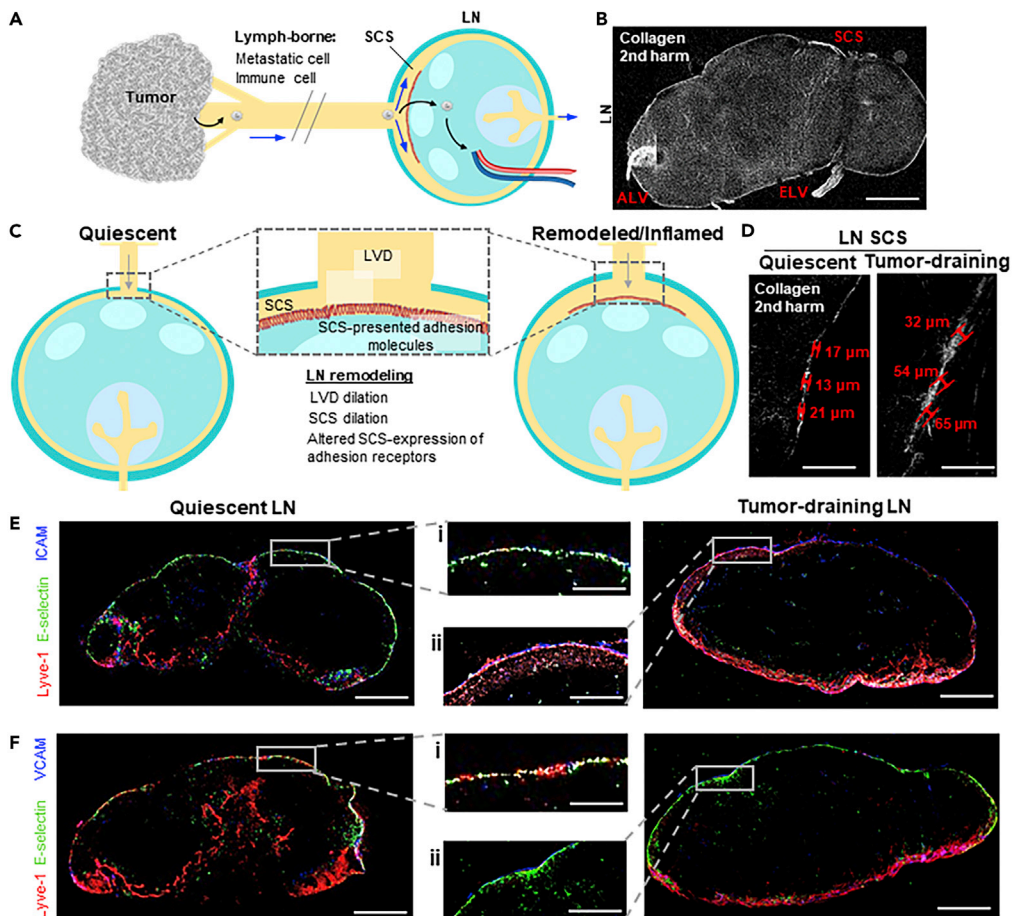 A
Tumor
Lymph-borne:
Metastatic cell
Immune cell
SCS
LN
B
Collagen
2nd harm
SCS
LN
ALV
ELV
C
Quiescent
LVD
SCS
SCS-presented adhesion
molecules
LN remodeling
LVD dilation
SCS dilation
Altered SCS-expression of
adhesion receptors
Remodeled/Inflamed
D
LN SCS
Quiescent Tumor-draining
Collagen
2nd harm
17 µm
13 µm
21 µm
32 µm
54 µm
65 µm
E
Quiescent LN
Tumor-draining LN
Lyve-1 E-selectin ICAM
i
ii
F
Lyve-1 E-selectin VCAM
i
ii